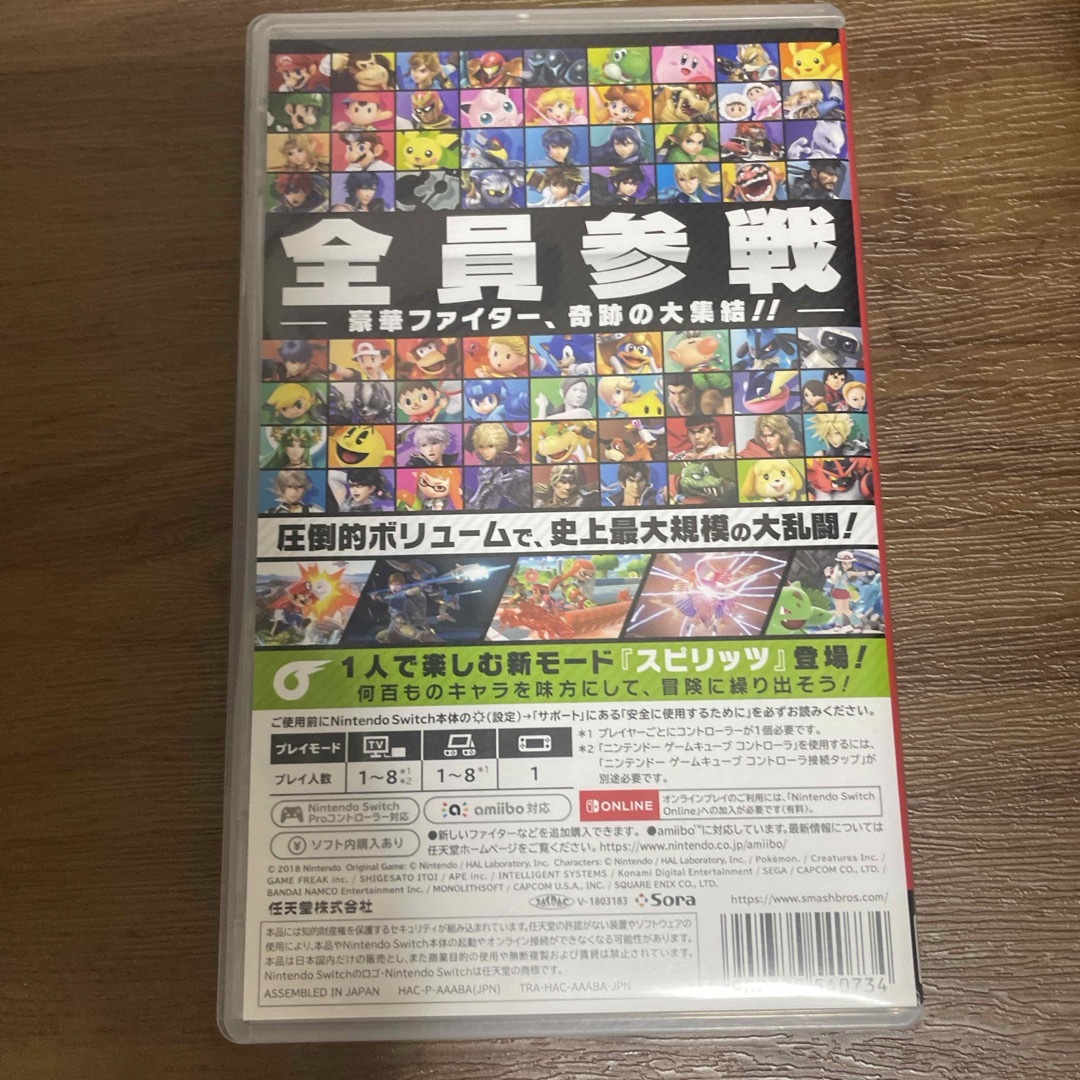 全員参戦
豪華ファイター、奇跡の大集結!!
圧倒的ボリュームで、史上最大規模の大乱闘!
1人で楽しむ新モード『スピリッツ』登場!
何百ものキャラを味方にして、冒険に繰り出そう!
ご使用前にNintendo Switch本体の(設定)→「サポート」にある「安全に使用するために」を必ずお読みください。
プレイモード TV
プレイ人数 1~8 *1 *2 1~8 *1 1
*1 プレイヤーごとにコントローラーが1個必要です。
*2 「ニンテンドー ゲームキューブ コントローラ」を使用するには、
「ニンテンドー ゲームキューブ コントローラ接続タップ」が
別途必要です。
Nintendo Switch
Proコントローラー対応
amiibo対応
ONLINE
オンラインプレイのご利用には、「Nintendo Switch
Online」への加入が必要です(有料)。
¥ ソフト内購入あり
●新しいファイターなどを追加購入できます。 ●amiibo™に対応しています。最新情報については
任天堂ホームページをご覧ください。https://www.nintendo.co.jp/amiibo/
© 2018 Nintendo Original Game: © Nintendo / HAL Laboratory, Inc. Characters: © Nintendo / HAL Laboratory, Inc. / Pokémon. / Creatures Inc. /
GAME FREAK inc. / SHIGESATO ITOI / APE inc. / INTELLIGENT SYSTEMS / Konami Digital Entertainment / SEGA / CAPCOM CO., LTD. /
BANDAI NAMCO Entertainment Inc. / MONOLITHSOFT / CAPCOM U.S.A., INC. / SQUARE ENIX CO., LTD.
任天堂株式会社
V-1803183 Sora https://www.smashbros.com/
本品には知的財産権を保護するセキュリティが組み込まれています。任天堂の許諾がない装置やソフトウェアの
使用により、本品やNintendo Switch本体の起動やオンライン接続ができなくなる可能性があります。
本品は日本国内だけの販売とし、また商業目的の使用や無断複製および賃貸は禁止されています。
Nintendo Switchのロゴ・Nintendo Switchは任天堂の商標です。
ASSEMBLED IN JAPAN HAC-P-AAABA(JPN) TRA-HAC-AAABA-JPN
540734